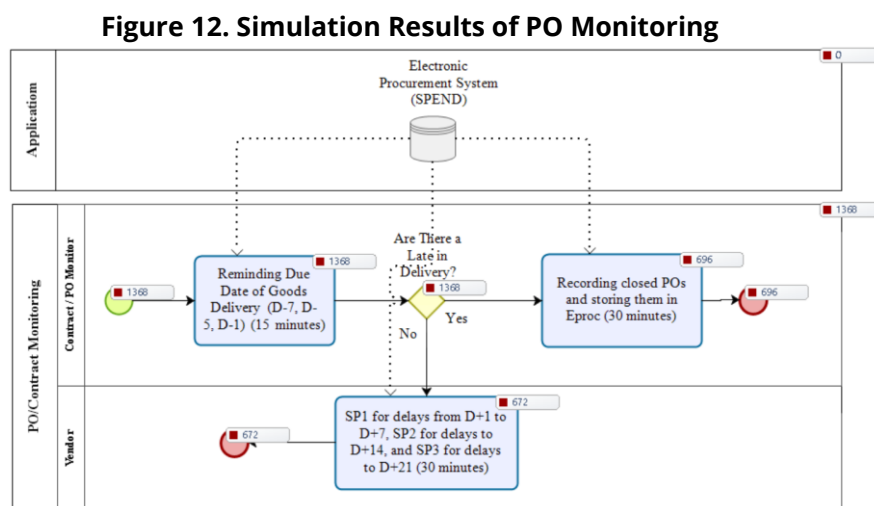 Figure 12. Simulation Results of PO Monitoring
0
Electronic
Procurement System
(SPEND)
Application
1368
PO/Contract Monitoring
Contract / PO Monitor
Are There a
Late in
Delivery?
1368
696
1368
Reminding Due
Date of Goods
Delivery (D-7, D-
5, D-1) (15 minutes)
1368
Recording closed POs
and storing them in
Eproc (30 minutes)
696
Yes
No
Vendor
672
SP1 for delays from D+1 to
D+7, SP2 for delays to
D+14, and SP3 for delays
to D+21 (30 minutes)
672